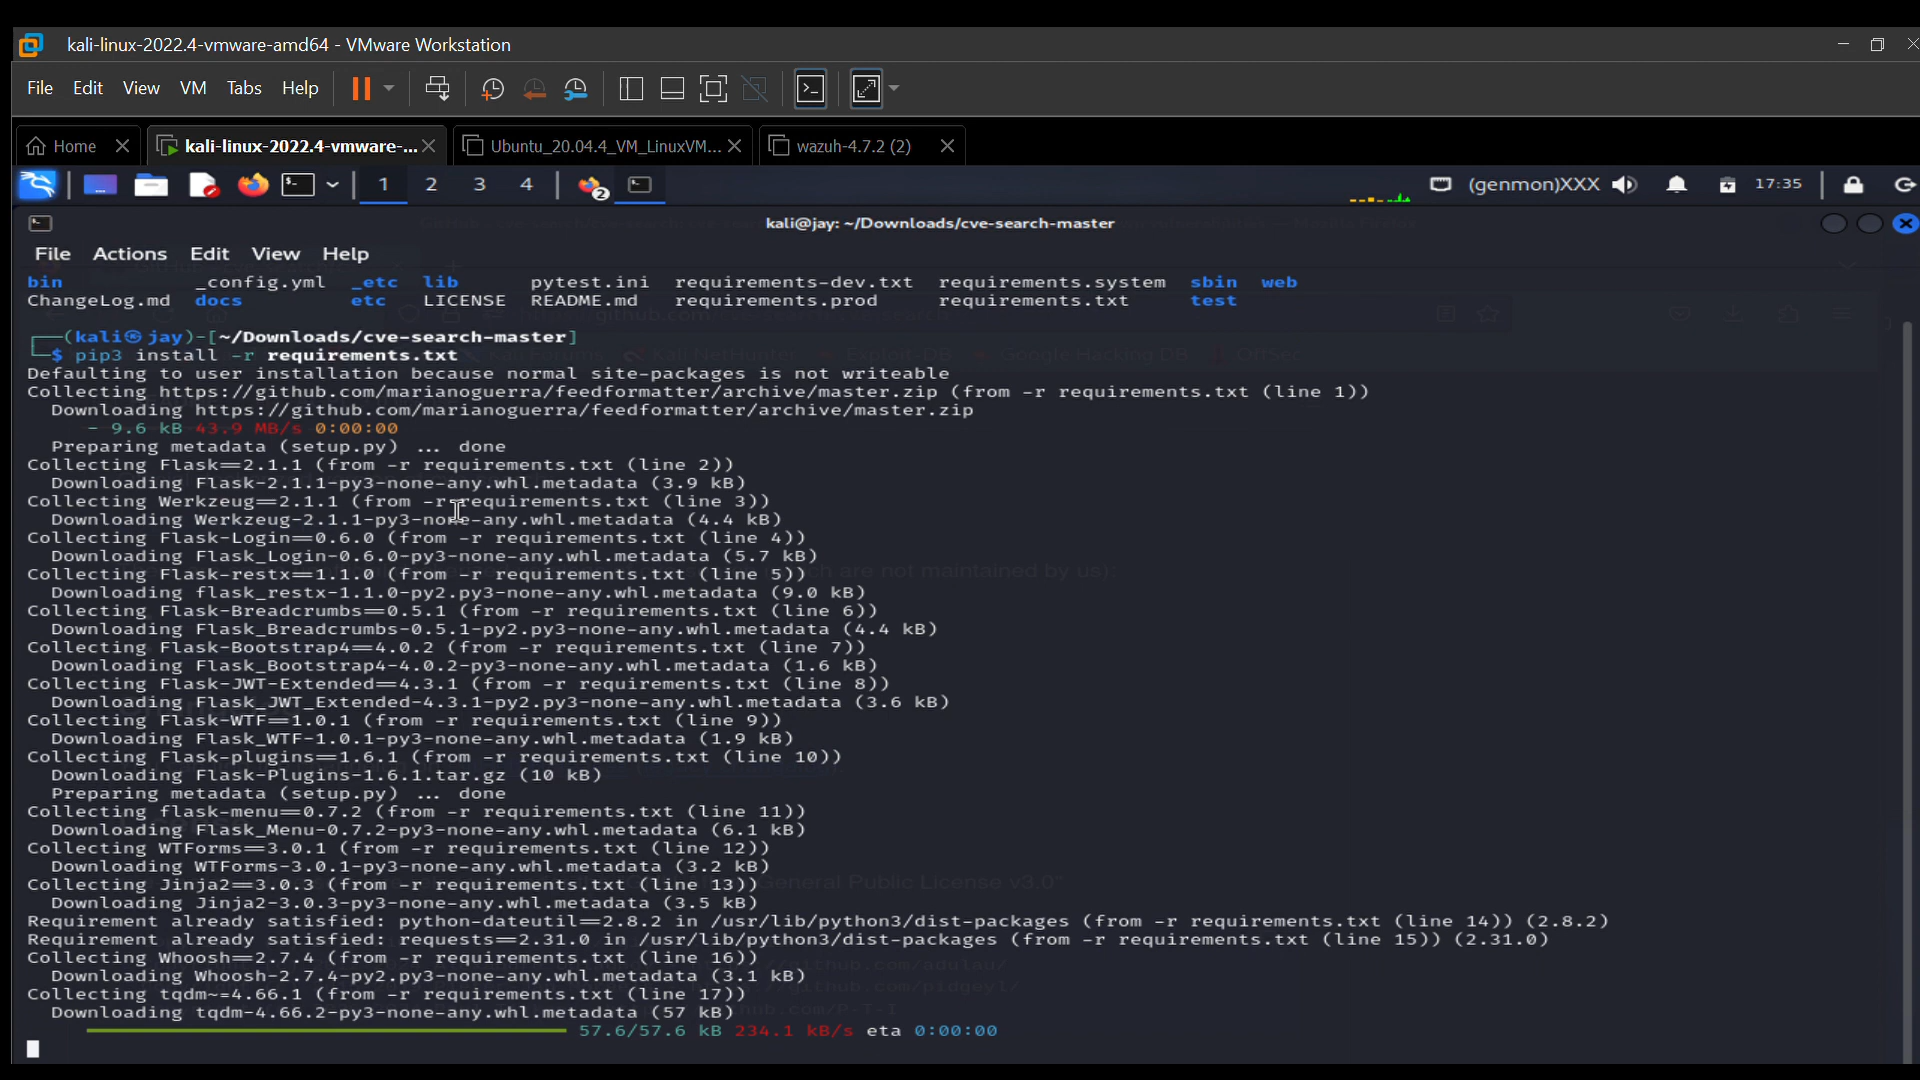 kali-linux-2022.4-vmware-amd64 - VMware Workstation
File Edit View VM Tabs Help
Home kali-linux-2022.4-vmware-... Ubuntu_20.04.4_VM_LinuxVM... wazuh-4.7.2 (2)
1 2 3 4 2 (genmon)XXX 17:35
kali@jay: ~/Downloads/cve-search-master
File Actions Edit View Help
bin _config.yml _etc lib pytest.ini requirements-dev.txt requirements.system sbin web
ChangeLog.md docs etc LICENSE README.md requirements.prod requirements.txt test
(kali㉿jay)-[~/Downloads/cve-search-master]
$ pip3 install -r requirements.txt
Defaulting to user installation because normal site-packages is not writeable
Collecting https://github.com/marianoguerra/feedformatter/archive/master.zip (from -r requirements.txt (line 1))
Downloading https://github.com/marianoguerra/feedformatter/archive/master.zip
- 9.6 kB 43.9 MB/s 0:00:00
Preparing metadata (setup.py) ... done
Collecting Flask==2.1.1 (from -r requirements.txt (line 2))
Downloading Flask-2.1.1-py3-none-any.whl.metadata (3.9 kB)
Collecting Werkzeug==2.1.1 (from -r requirements.txt (line 3))
Downloading Werkzeug-2.1.1-py3-none-any.whl.metadata (4.4 kB)
Collecting Flask-Login==0.6.0 (from -r requirements.txt (line 4))
Downloading Flask_Login-0.6.0-py3-none-any.whl.metadata (5.7 kB)
Collecting Flask-restx==1.1.0 (from -r requirements.txt (line 5))
Downloading flask_restx-1.1.0-py2.py3-none-any.whl.metadata (9.0 kB)
Collecting Flask-Breadcrumbs==0.5.1 (from -r requirements.txt (line 6))
Downloading Flask_Breadcrumbs-0.5.1-py2.py3-none-any.whl.metadata (4.4 kB)
Collecting Flask-Bootstrap4==4.0.2 (from -r requirements.txt (line 7))
Downloading Flask_Bootstrap4-4.0.2-py3-none-any.whl.metadata (1.6 kB)
Collecting Flask-JWT-Extended==4.3.1 (from -r requirements.txt (line 8))
Downloading Flask_JWT_Extended-4.3.1-py2.py3-none-any.whl.metadata (3.6 kB)
Collecting Flask-WTF==1.0.1 (from -r requirements.txt (line 9))
Downloading Flask_WTF-1.0.1-py3-none-any.whl.metadata (1.9 kB)
Collecting Flask-plugins==1.6.1 (from -r requirements.txt (line 10))
Downloading Flask-Plugins-1.6.1.tar.gz (10 kB)
Preparing metadata (setup.py) ... done
Collecting flask-menu==0.7.2 (from -r requirements.txt (line 11))
Downloading Flask_Menu-0.7.2-py3-none-any.whl.metadata (6.1 kB)
Collecting WTForms==3.0.1 (from -r requirements.txt (line 12))
Downloading WTForms-3.0.1-py3-none-any.whl.metadata (3.2 kB)
Collecting Jinja2==3.0.3 (from -r requirements.txt (line 13))
Downloading Jinja2-3.0.3-py3-none-any.whl.metadata (3.5 kB)
Requirement already satisfied: python-dateutil==2.8.2 in /usr/lib/python3/dist-packages (from -r requirements.txt (line 14)) (2.8.2)
Requirement already satisfied: requests==2.31.0 in /usr/lib/python3/dist-packages (from -r requirements.txt (line 15)) (2.31.0)
Collecting Whoosh==2.7.4 (from -r requirements.txt (line 16))
Downloading Whoosh-2.7.4-py2.py3-none-any.whl.metadata (3.1 kB)
Collecting tqdm~=4.66.1 (from -r requirements.txt (line 17))
Downloading tqdm-4.66.2-py3-none-any.whl.metadata (57 kB)
57.6/57.6 kB 234.1 kB/s eta 0:00:00